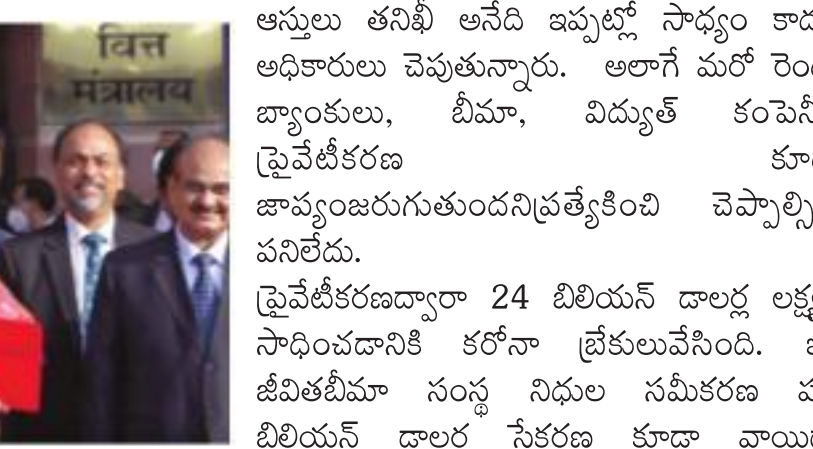 वित्त
मंत्रालय
ఆస్తులు తనిఖీ అనేది ఇప్పట్లో సాధ్యం
అధికారులు చెపుతున్నారు. అలాగే మరో
బ్యాంకులు, బీమా, విద్యుత్
ప్రైవేటీకరణ
జాప్యంజరుగుతుందనిప్రత్యేకించి
పనిలేదు.
ప్రైవేటీకరణద్వారా 24 బిలియన్ డాలర్ల
సాధించడానికి కరోనా బ్రేకులువేసింది.
జీవితబీమా సంస్థ నిధుల సమీకరణ
బిలియన్ డాలర సేకరణ కూడా